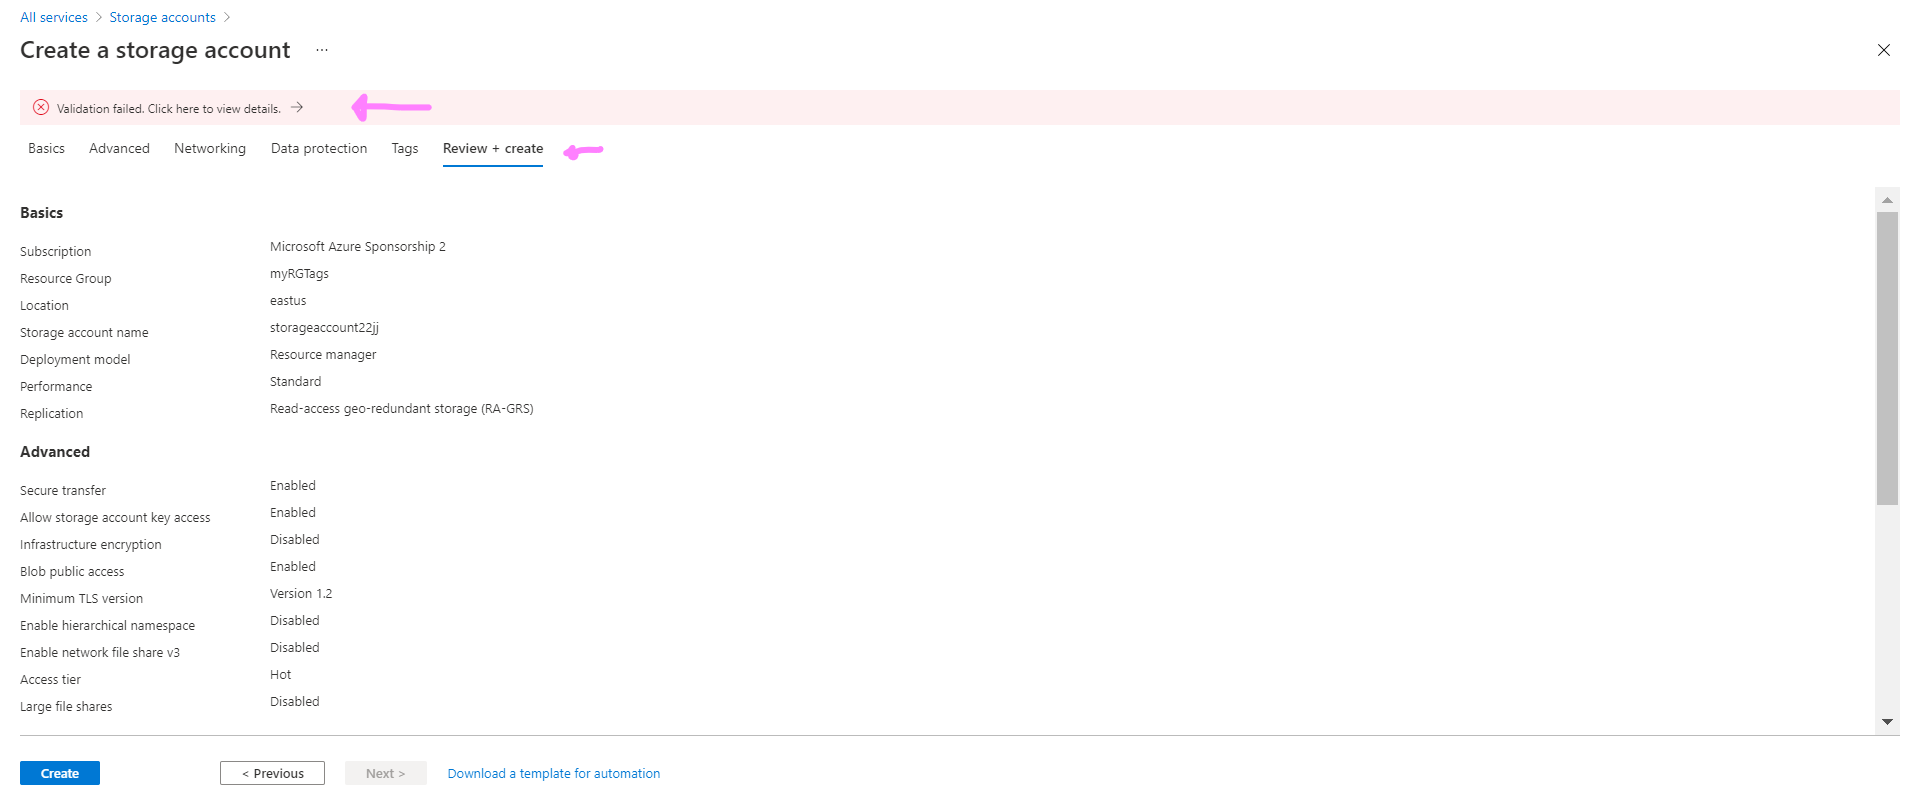 All services > Storage accounts >
Create a storage account ...
Validation failed. Click here to view details. →
Basics Advanced Networking Data protection Tags Review + create
Basics
Subscription Microsoft Azure Sponsorship 2
Resource Group myRGTags
Location eastus
Storage account name storageaccount22jj
Deployment model Resource manager
Performance Standard
Replication Read-access geo-redundant storage (RA-GRS)
Advanced
Secure transfer Enabled
Allow storage account key access Enabled
Infrastructure encryption Disabled
Blob public access Enabled
Minimum TLS version Version 1.2
Enable hierarchical namespace Disabled
Enable network file share v3 Disabled
Access tier Hot
Large file shares Disabled
Create < Previous Next > Download a template for automation